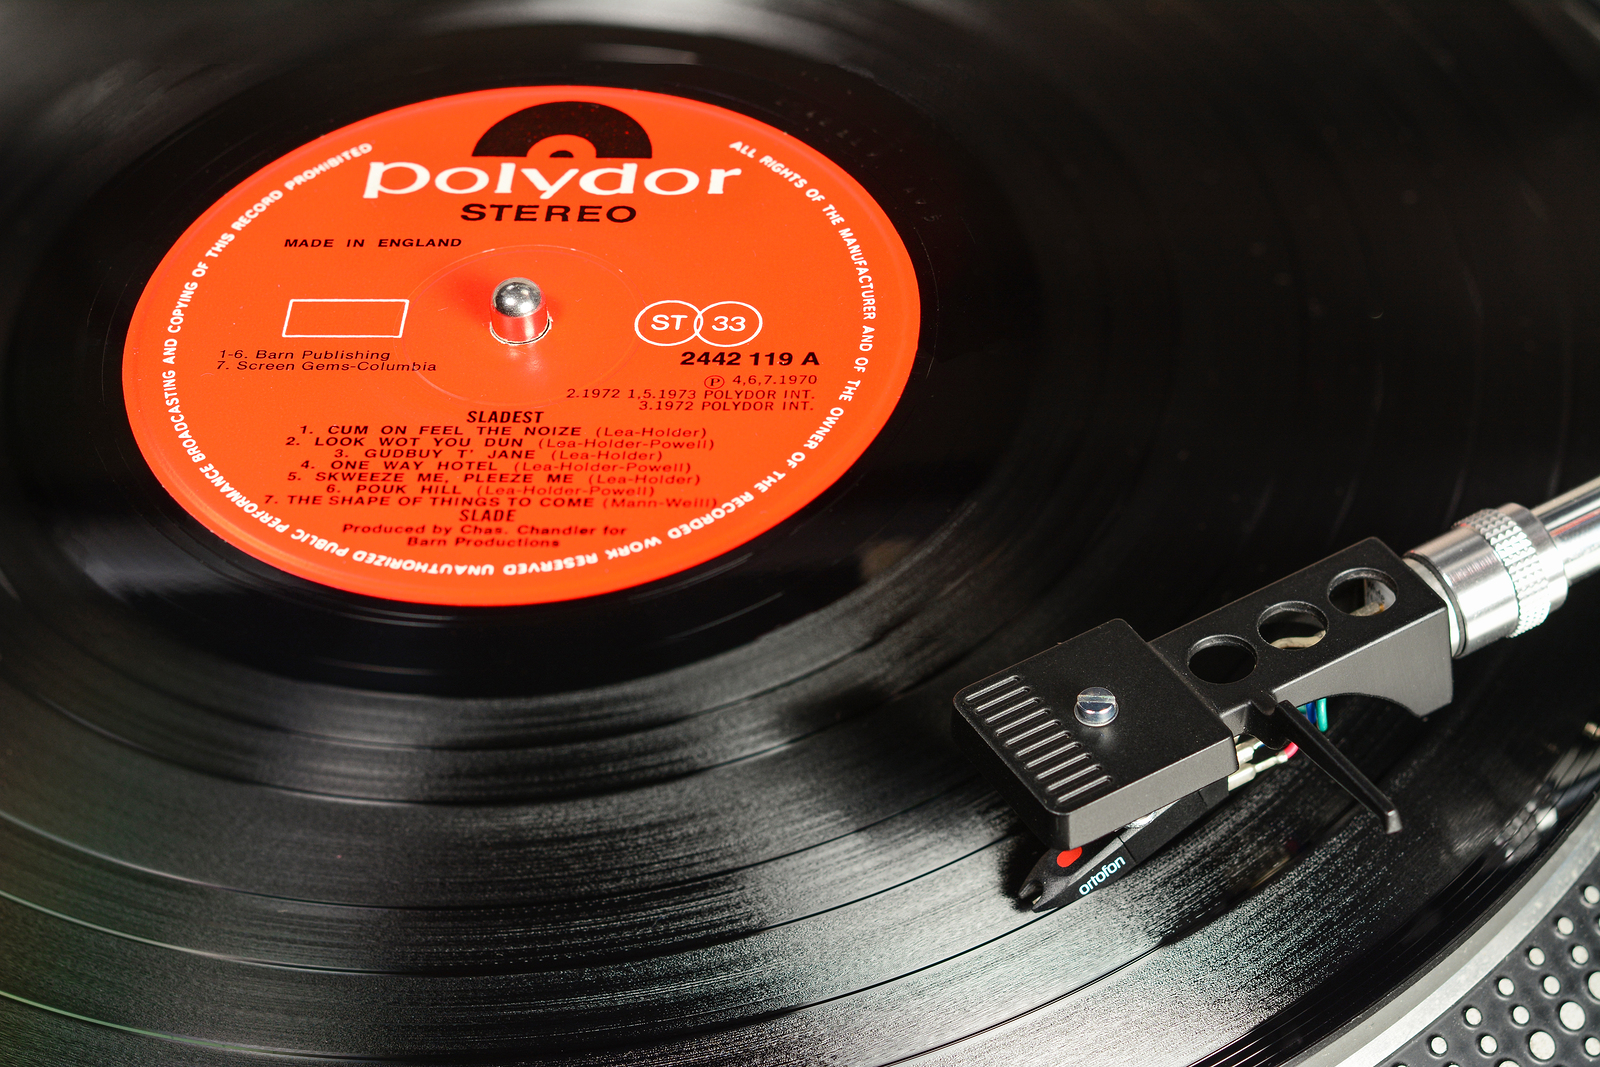 polydor
STEREO
MADE IN ENGLAND
ST 33
1-6. Barn Publishing
7. Screen Gems-Columbia
2442 119 A
Ⓟ 4,6,7.1970
2.1972 1,5.1973 POLYDOR INT.
3.1972 POLYDOR INT.
SLADEST
1. CUM ON FEEL THE NOIZE (Lea-Holder)
2. LOOK WOT YOU DUN (Lea-Holder-Powell)
3. GUDBUY T' JANE (Lea-Holder)
4. ONE WAY HOTEL (Lea-Holder-Powell)
5. SKWEEZE ME, PLEEZE ME (Lea-Holder)
6. POUK HILL (Lea-Holder-Powell)
7. THE SHAPE OF THINGS TO COME (Mann-Weill)
SLADE
Produced by Chas. Chandler for
Barn Productions
ALL RIGHTS OF THE MANUFACTURER AND OF THE OWNER OF THE RECORDED WORK RESERVED UNAUTHORIZED PUBLIC PERFORMANCE BROADCASTING AND COPYING OF THIS RECORD PROHIBITED
ortofon